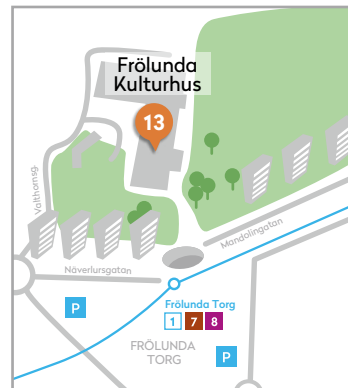 Frölunda
Kulturhus
13
Valthornsg.
Mandolingatan
Näverlursgatan
P
Frölunda Torg
1 7 8
FRÖLUNDA
TORG
P